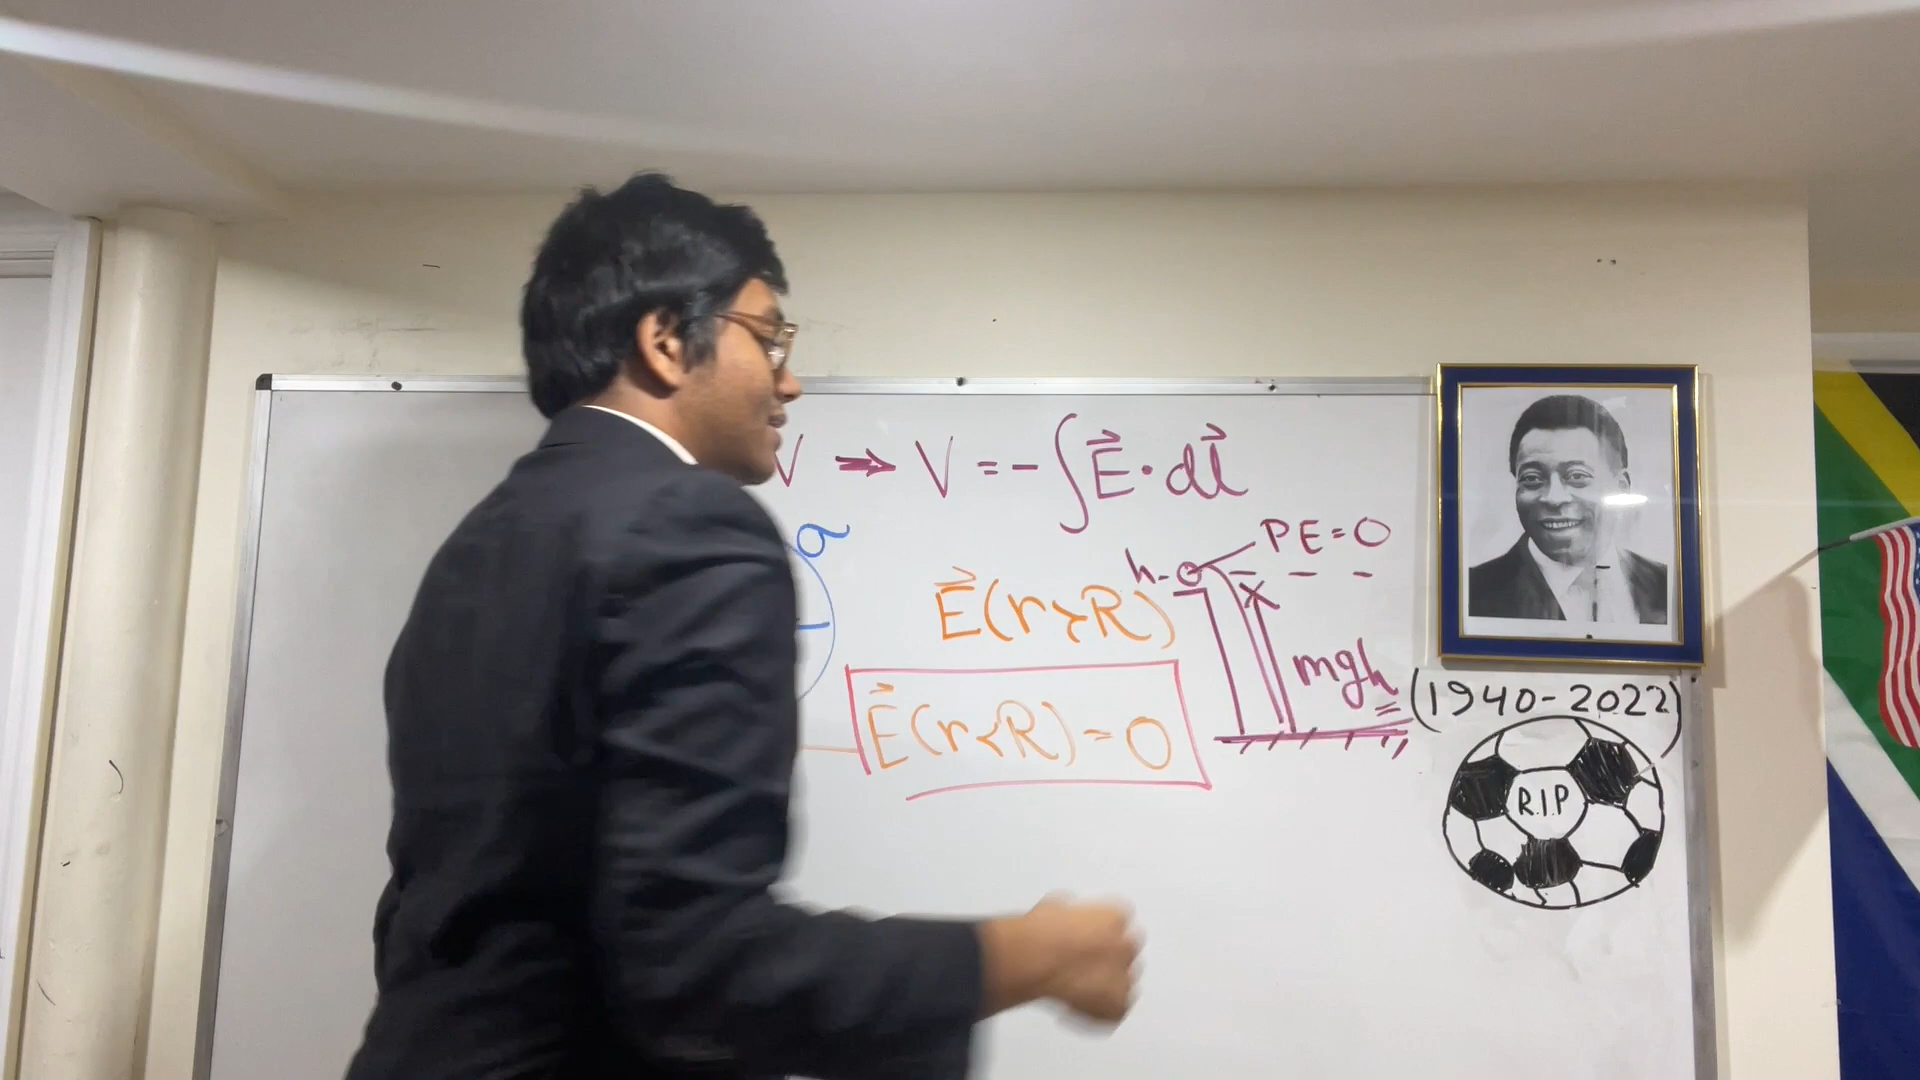 V → V = -∫E⃗·dl⃗
a
h- PE=0
E⃗(r>R)
mgh
E⃗(r<R)=0
(1940-2022)
R.I.P